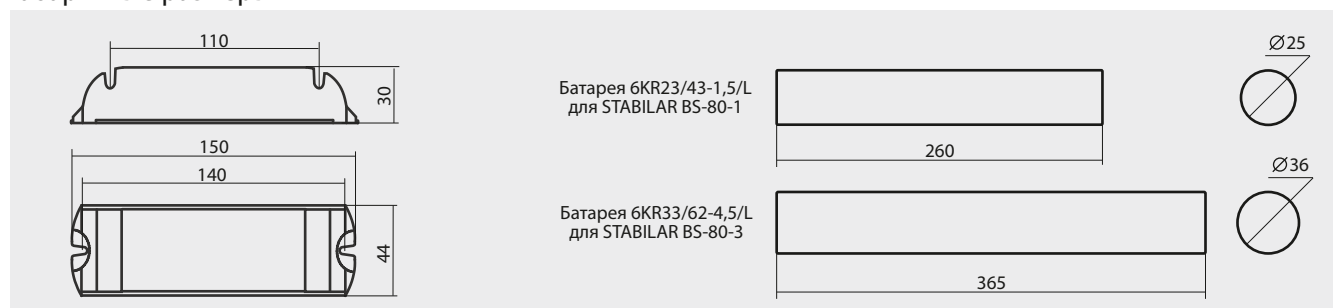 110
30
150
140
44
Батарея 6KR23/43-1,5/L
для STABILAR BS-80-1
260
Ø25
Батарея 6KR33/62-4,5/L
для STABILAR BS-80-3
365
Ø36